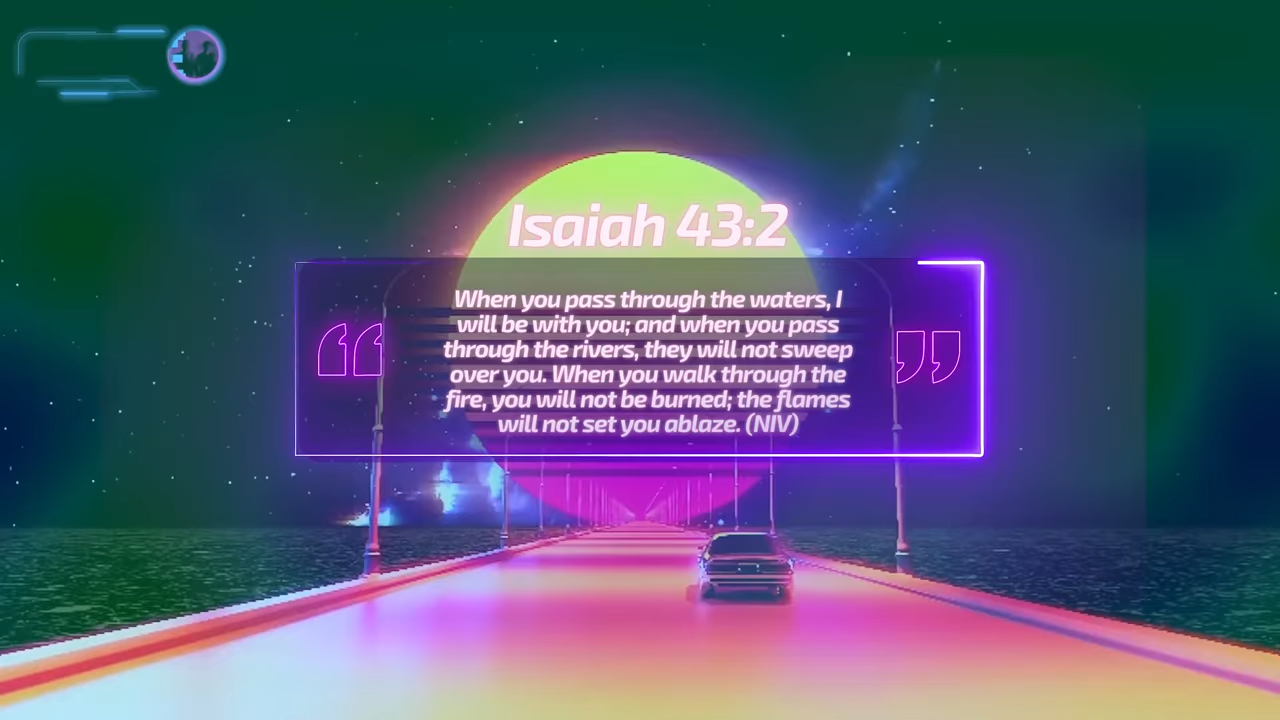 Isaiah 43:2
When you pass through the waters, I
will be with you; and when you pass
through the rivers, they will not sweep
over you. When you walk through the
fire, you will not be burned; the flames
will not set you ablaze. (NIV)